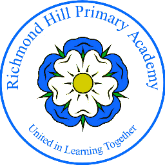 Richmond Hill Primary Academy
United in Learning Together